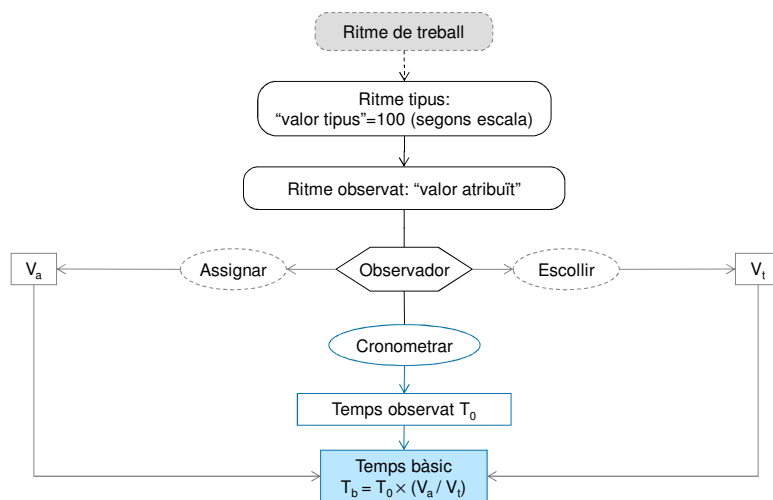 Ritme de treball
Ritme tipus:
“valor tipus”=100 (segons escala)
Ritme observat: “valor atribuït”
Vₐ
Assignar
Observador
Escollir
Vₜ
Cronometrar
Temps observat T₀
Temps bàsic
T_b = T₀ × (Vₐ / Vₜ)